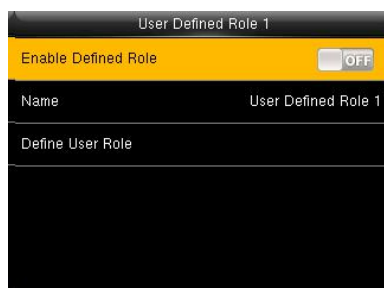 User Defined Role 1
Enable Defined Role OFF
Name User Defined Role 1
Define User Role